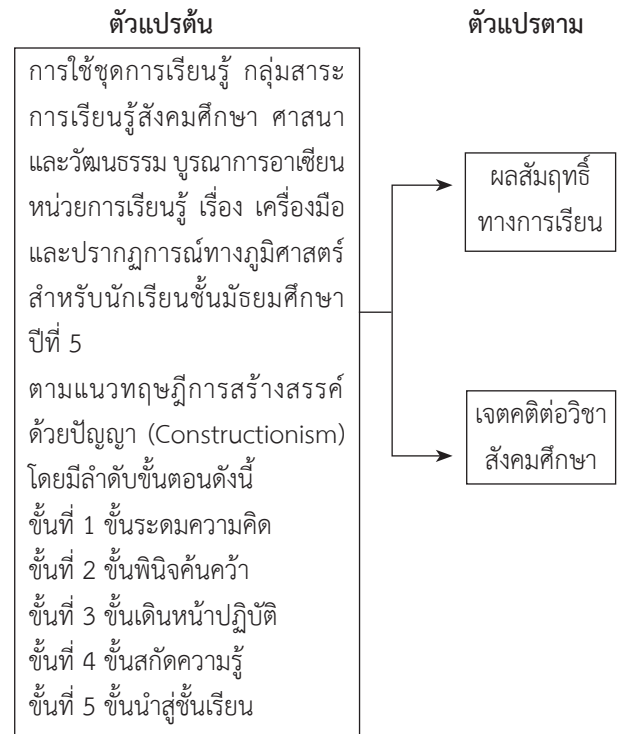 ตัวแปรต้น
การใช้ชุดการเรียนรู้ กลุ่มสาระ
การเรียนรู้สังคมศึกษา ศาสนา
และวัฒนธรรม บูรณาการอาเซียน
หน่วยการเรียนรู้ เรื่อง เครื่องมือ
และปรากฏการณ์ทางภูมิศาสตร์
สำหรับนักเรียนชั้นมัธยมศึกษา
ปีที่ 5
ตามแนวทฤษฎีการสร้างสรรค์
ด้วยปัญญา (Constructionism)
โดยมีลำดับขั้นตอนดังนี้
ขั้นที่ 1 ขั้นระดมความคิด
ขั้นที่ 2 ขั้นพินิจค้นคว้า
ขั้นที่ 3 ขั้นเดินหน้าปฏิบัติ
ขั้นที่ 4 ขั้นสกัดความรู้
ขั้นที่ 5 ขั้นนำสู่ชั้นเรียน
ตัวแปรตาม
ผลสัมฤทธิ์
ทางการเรียน
เจตคติต่อวิชา
สังคมศึกษา